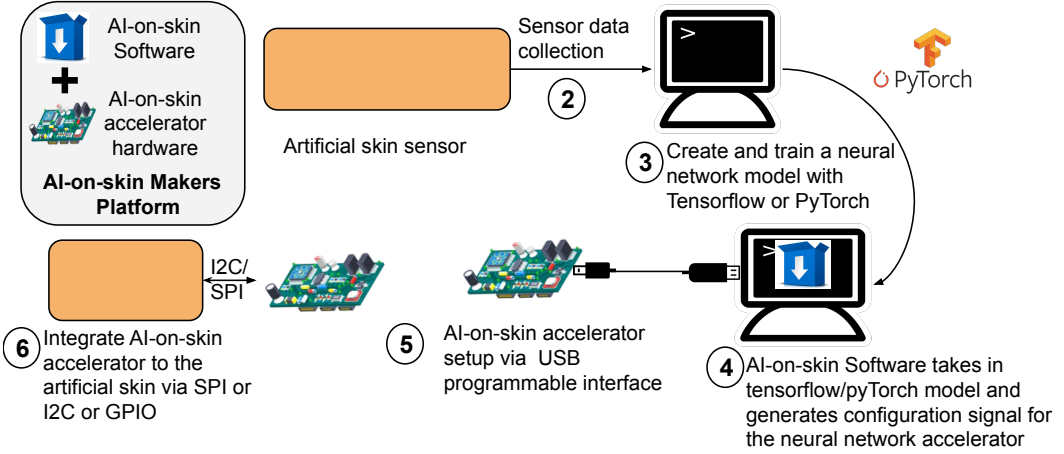 AI-on-skin
Software
AI-on-skin
accelerator
hardware
AI-on-skin Makers
Platform
Artificial skin sensor
Sensor data
collection
2
>
PyTorch
3
Create and train a neural
network model with
Tensorflow or PyTorch
>
4
AI-on-skin Software takes in
tensorflow/pyTorch model and
generates configuration signal for
the neural network accelerator
5
AI-on-skin accelerator
setup via USB
programmable interface
I2C/
SPI
6
Integrate AI-on-skin
accelerator to the
artificial skin via SPI or
I2C or GPIO